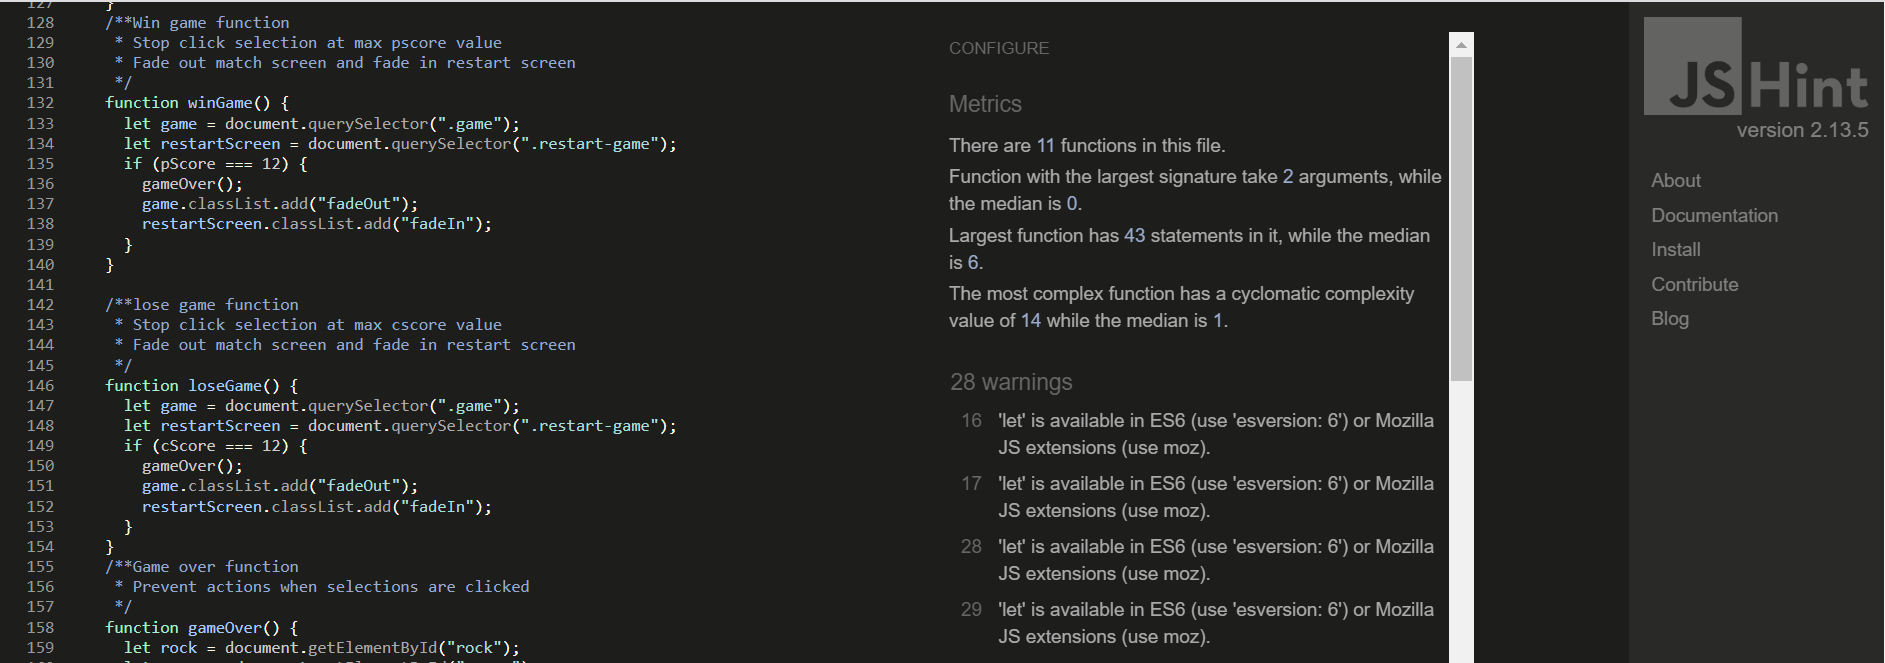 127 }
128 /**Win game function
129 * Stop click selection at max pscore value
130 * Fade out match screen and fade in restart screen
131 */
132 function winGame() {
133 let game = document.querySelector(".game");
134 let restartScreen = document.querySelector(".restart-game");
135 if (pScore === 12) {
136 gameOver();
137 game.classList.add("fadeOut");
138 restartScreen.classList.add("fadeIn");
139 }
140 }
141
142 /**lose game function
143 * Stop click selection at max cscore value
144 * Fade out match screen and fade in restart screen
145 */
146 function loseGame() {
147 let game = document.querySelector(".game");
148 let restartScreen = document.querySelector(".restart-game");
149 if (cScore === 12) {
150 gameOver();
151 game.classList.add("fadeOut");
152 restartScreen.classList.add("fadeIn");
153 }
154 }
155 /**Game over function
156 * Prevent actions when selections are clicked
157 */
158 function gameOver() {
159 let rock = document.getElementById("rock");
CONFIGURE
Metrics
There are 11 functions in this file.
Function with the largest signature take 2 arguments, while
the median is 0.
Largest function has 43 statements in it, while the median
is 6.
The most complex function has a cyclomatic complexity
value of 14 while the median is 1.
28 warnings
16 'let' is available in ES6 (use 'esversion: 6') or Mozilla
JS extensions (use moz).
17 'let' is available in ES6 (use 'esversion: 6') or Mozilla
JS extensions (use moz).
28 'let' is available in ES6 (use 'esversion: 6') or Mozilla
JS extensions (use moz).
29 'let' is available in ES6 (use 'esversion: 6') or Mozilla
JS extensions (use moz).
JSHint
version 2.13.5
About
Documentation
Install
Contribute
Blog